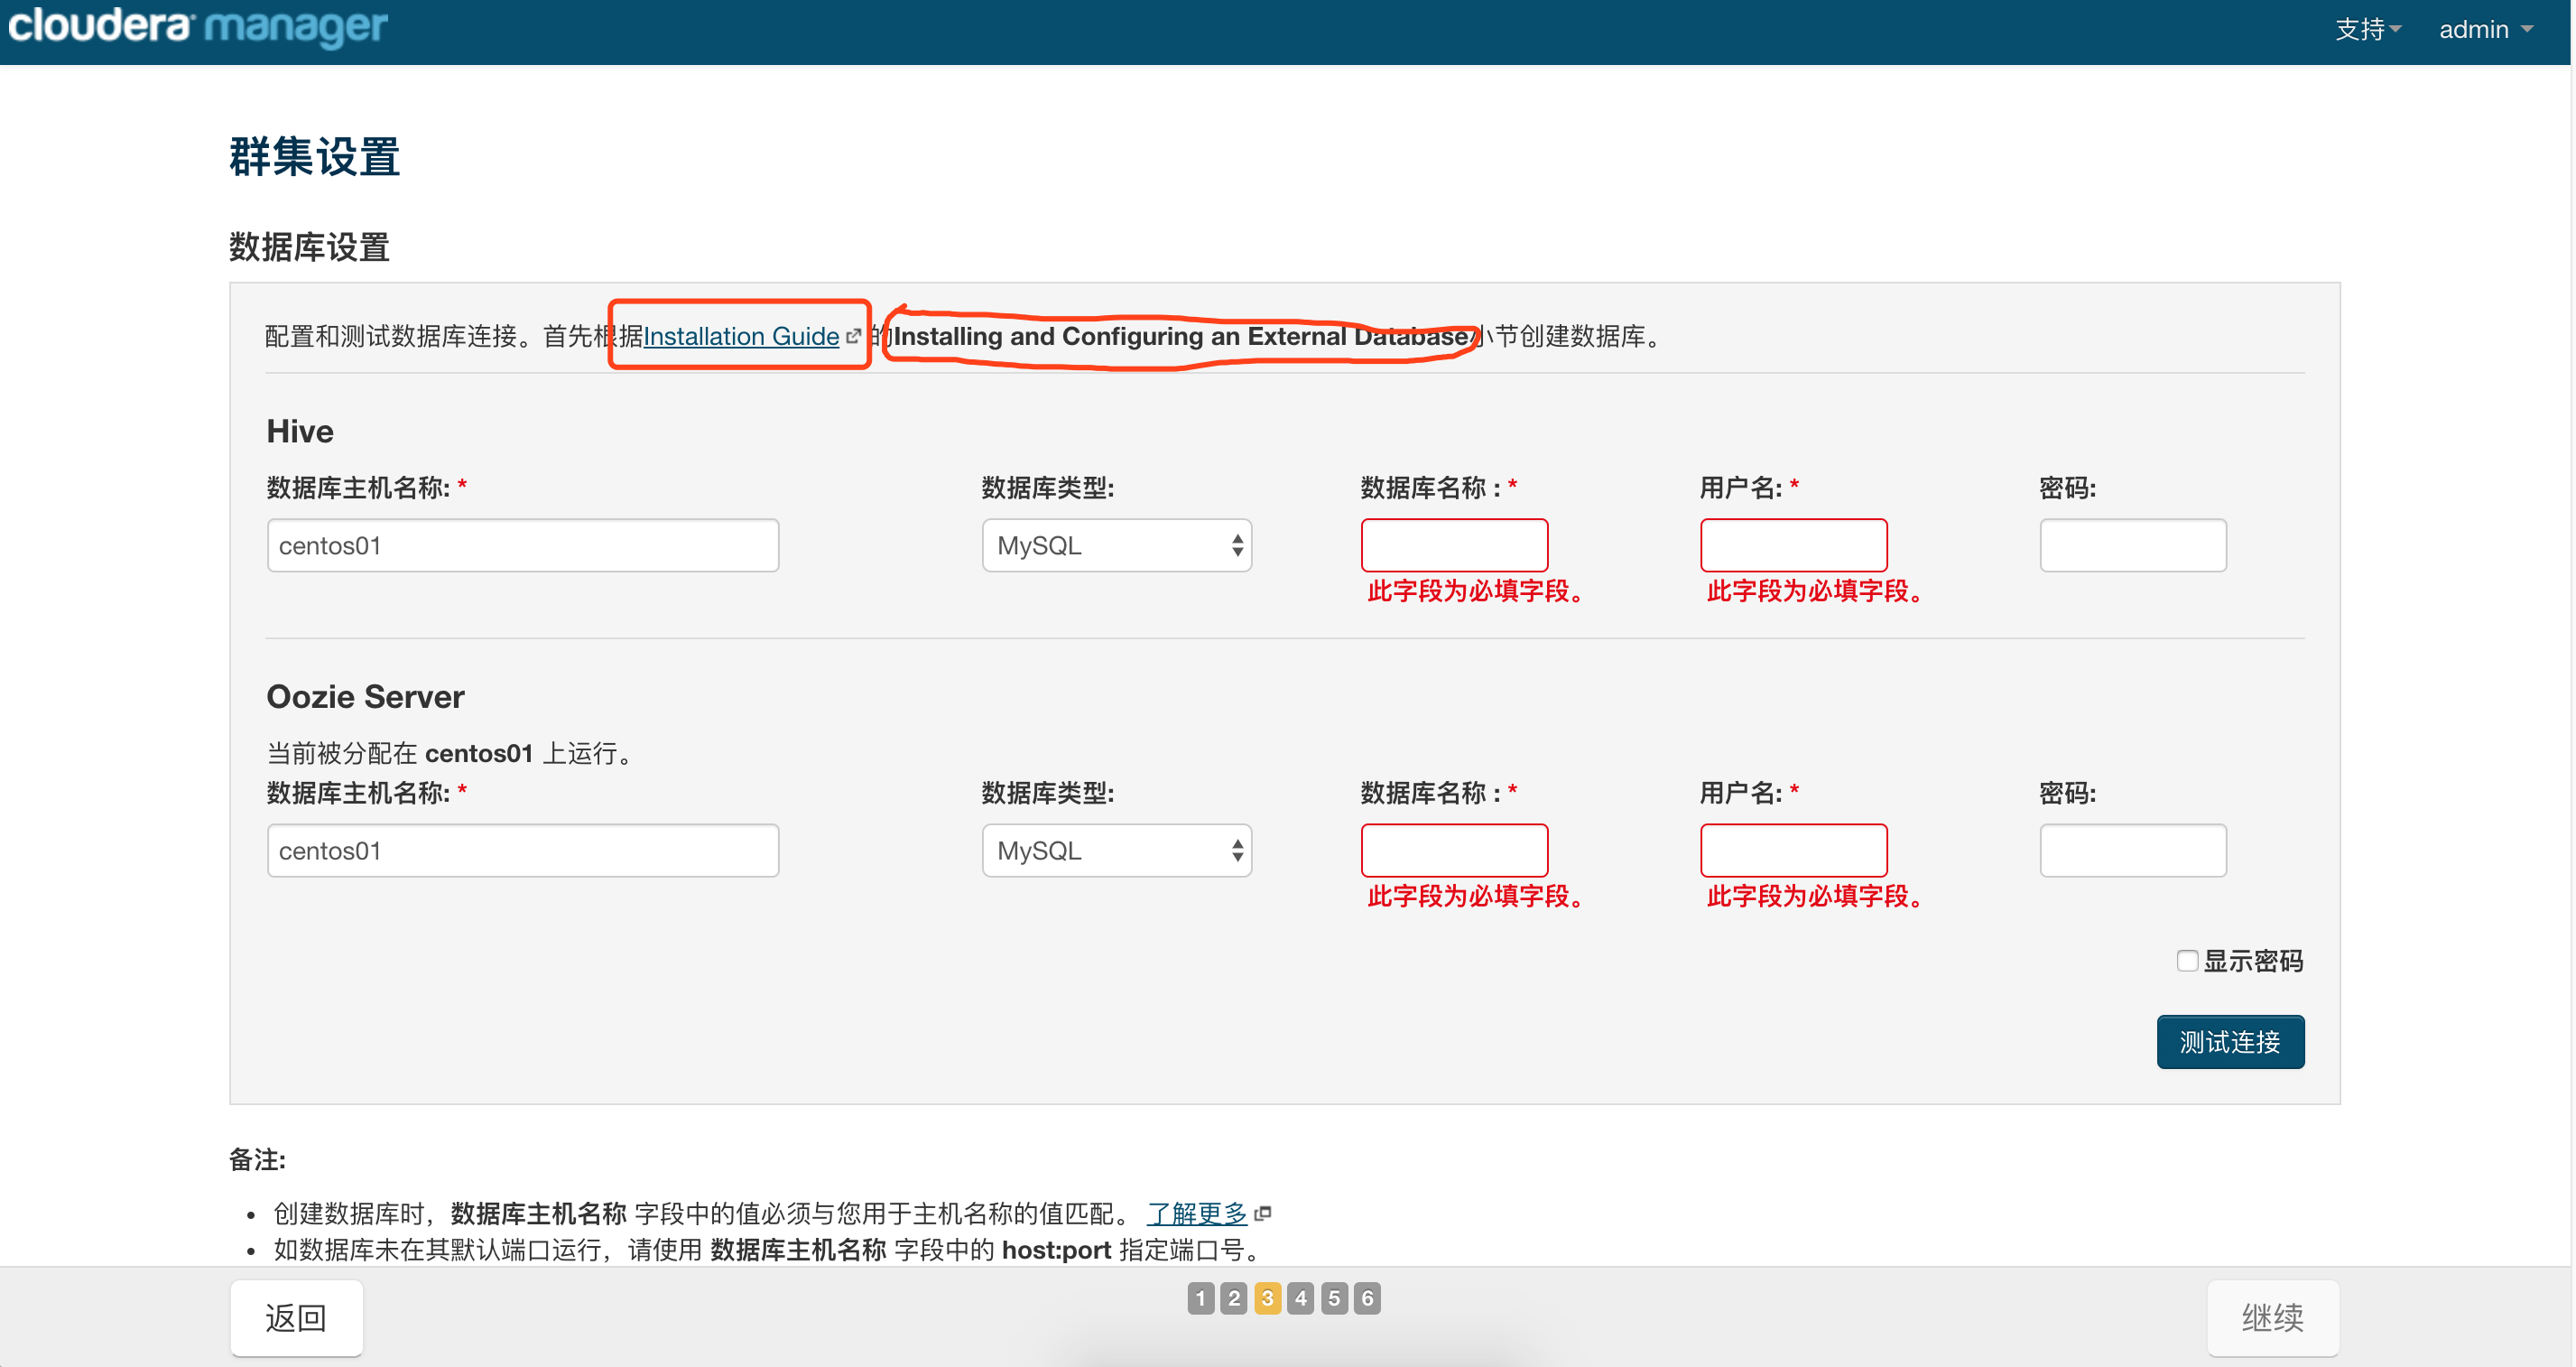 cloudera manager 支持 admin
群集设置
数据库设置
配置和测试数据库连接。首先根据Installation Guide 的Installing and Configuring an External Database小节创建数据库。
Hive
数据库主机名称: * 数据库类型: 数据库名称 : * 用户名: * 密码:
centos01 MySQL
此字段为必填字段。 此字段为必填字段。
Oozie Server
当前被分配在 centos01 上运行。
数据库主机名称: * 数据库类型: 数据库名称 : * 用户名: * 密码:
centos01 MySQL
此字段为必填字段。 此字段为必填字段。
显示密码
测试连接
备注:
• 创建数据库时，数据库主机名称 字段中的值必须与您用于主机名称的值匹配。 了解更多
• 如数据库未在其默认端口运行，请使用 数据库主机名称 字段中的 host:port 指定端口号。
返回 1 2 3 4 5 6 继续